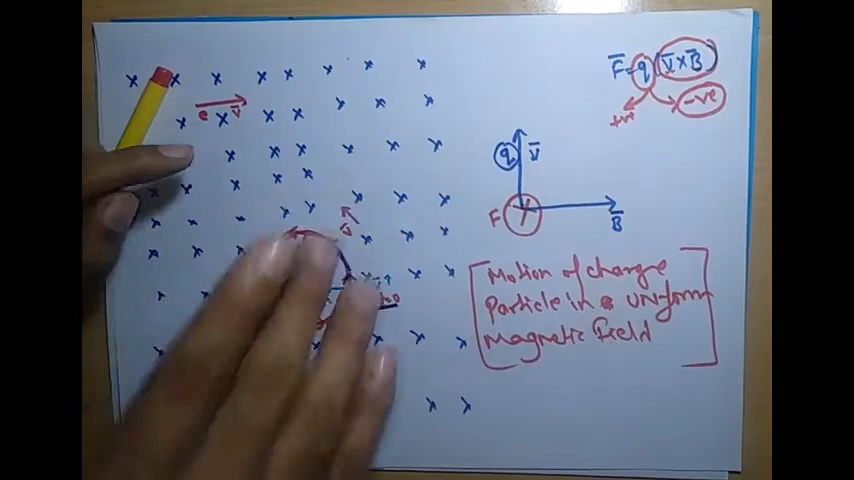 F̄ = q (V̄ × B̄)
+ve
-ve
e
V̄
q
V̄
F
B̄
V̄
Motion of charge
Particle in a uniform
Magnetic Field